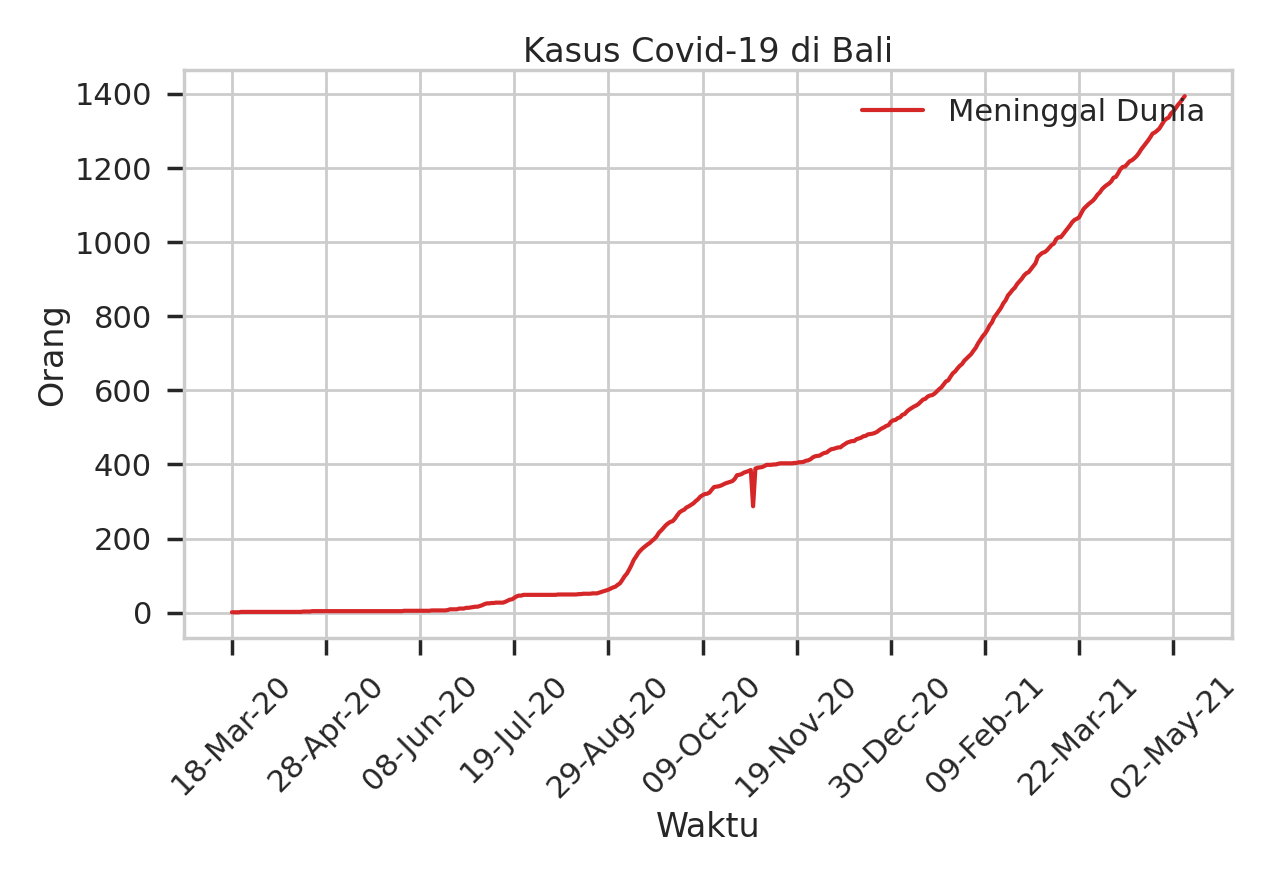 Kasus Covid-19 di Bali
Meninggal Dunia
1400
1200
1000
800
600
400
200
0
Orang
18-Mar-20
28-Apr-20
08-Jun-20
19-Jul-20
29-Aug-20
09-Oct-20
19-Nov-20
30-Dec-20
09-Feb-21
22-Mar-21
02-May-21
Waktu